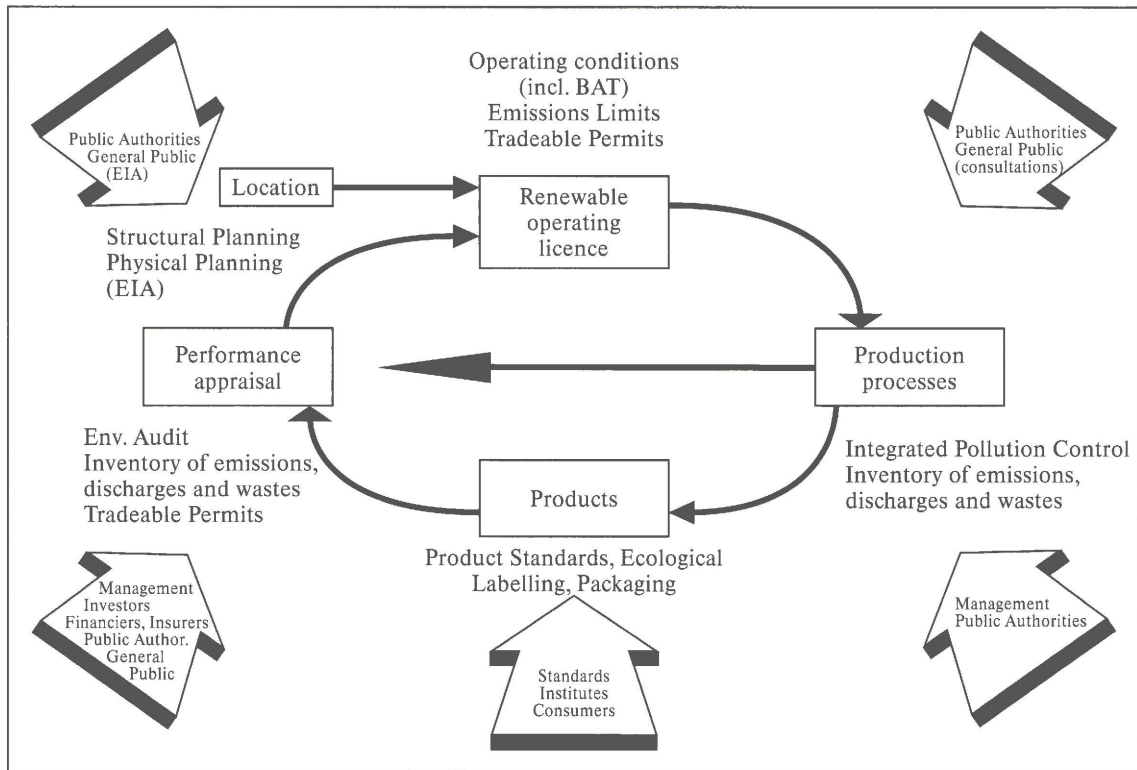 Operating conditions
(incl. BAT)
Emissions Limits
Tradeable Permits
Public Authorities
General Public
(EIA)
Public Authorities
General Public
(consultations)
Location
Renewable
operating
licence
Structural Planning
Physical Planning
(EIA)
Performance
appraisal
Production
processes
Env. Audit
Inventory of emissions,
discharges and wastes
Tradeable Permits
Products
Integrated Pollution Control
Inventory of emissions,
discharges and wastes
Product Standards, Ecological
Labelling, Packaging
Management
Investors
Financiers, Insurers
Public Author.
General
Public
Standards
Institutes
Consumers
Management
Public Authorities